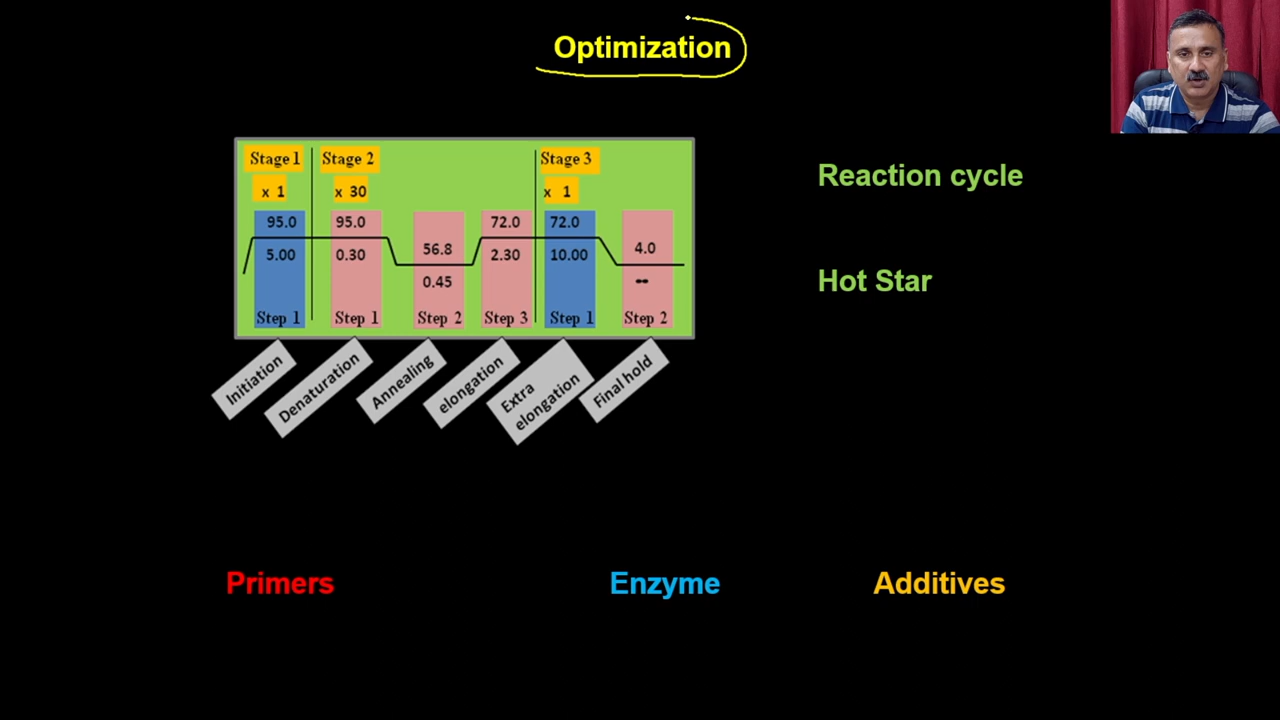 Optimization
Stage 1
Stage 2
Stage 3
x 1
x 30
x 1
95.0
95.0
56.8
72.0
72.0
4.0
5.00
0.30
0.45
2.30
10.00
∞
Step 1
Step 1
Step 2
Step 3
Step 1
Step 2
Initiation
Denaturation
Annealing
elongation
Extra
elongation
Final hold
Reaction cycle
Hot Star
Primers
Enzyme
Additives